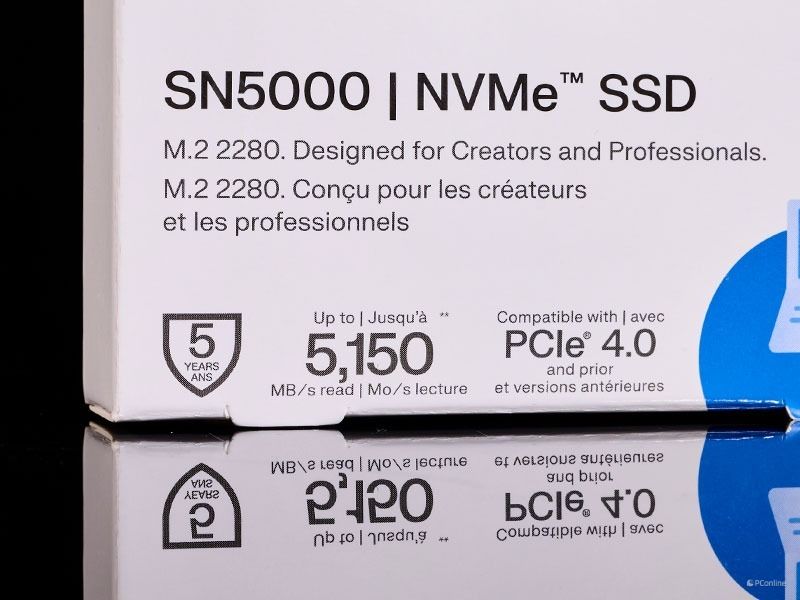 SN5000 | NVMe™ SSD
M.2 2280. Designed for Creators and Professionals.
M.2 2280. Conçu pour les créateurs
et les professionnels
5
YEARS
ANS
Up to | Jusqu'à **
5,150
MB/s read | Mo/s lecture
Compatible with | avec
PCIe® 4.0
and prior
et versions antérieures
PConline